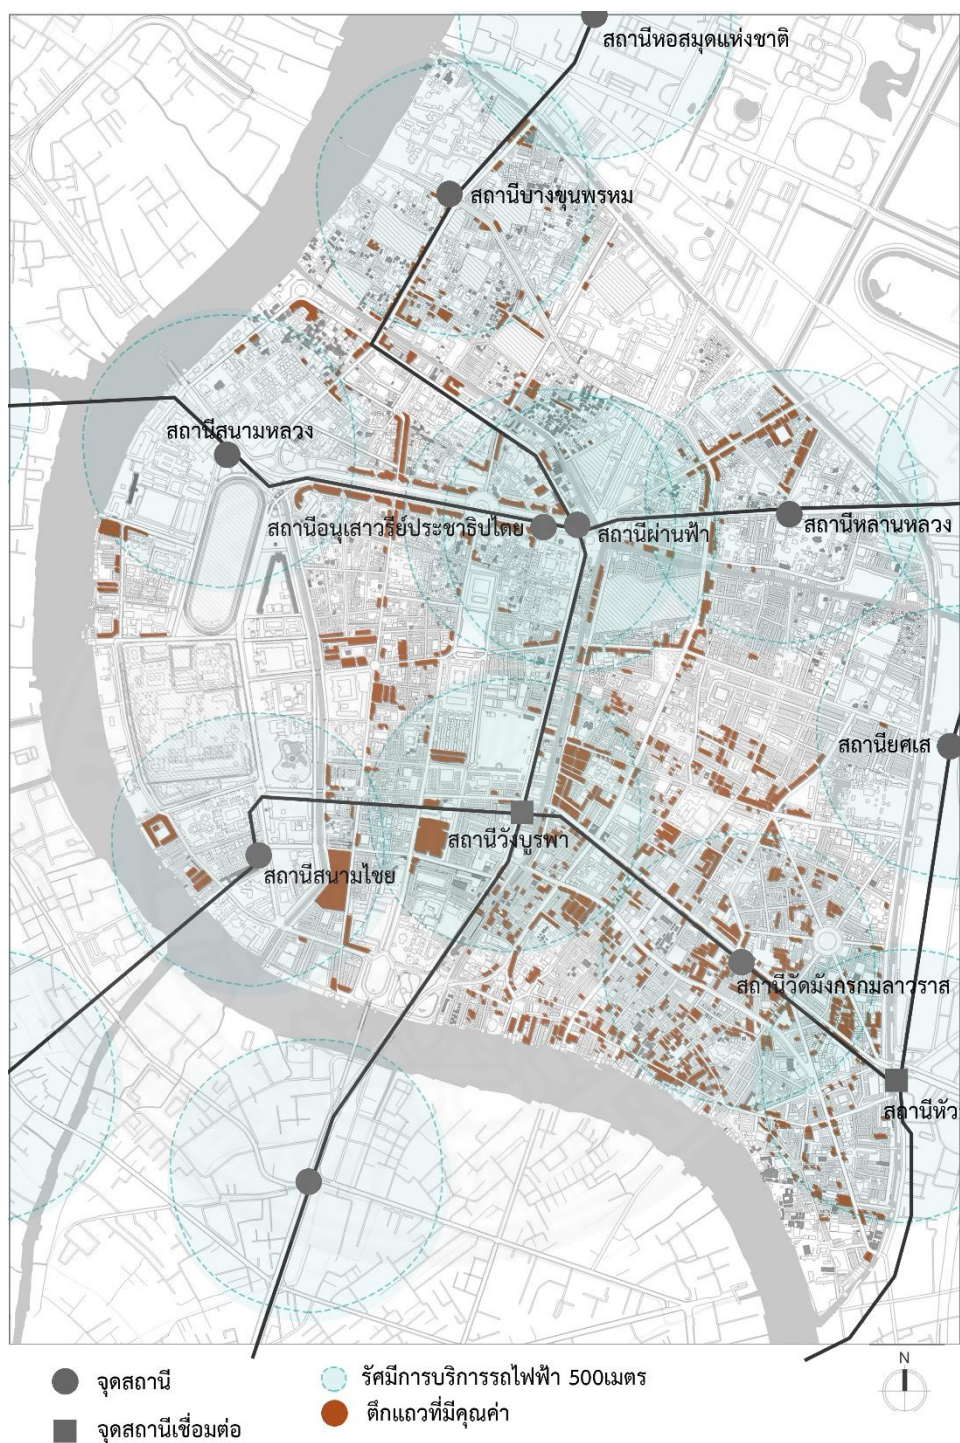 สถานีหอสมุดแห่งชาติ
สถานีบางขุนพรหม
สถานีสนามหลวง
สถานีอนุเสาวรีย์ประชาธิปไตย
สถานีผ่านฟ้า
สถานีหลานหลวง
สถานียศเส
สถานีวังบูรพา
สถานีสนามไชย
สถานีวัดมังกรกมลาวราส
สถานีหัว
N
จุดสถานี
รัศมีการบริการรถไฟฟ้า 500เมตร
จุดสถานีเชื่อมต่อ
ตึกแถวที่มีคุณค่า